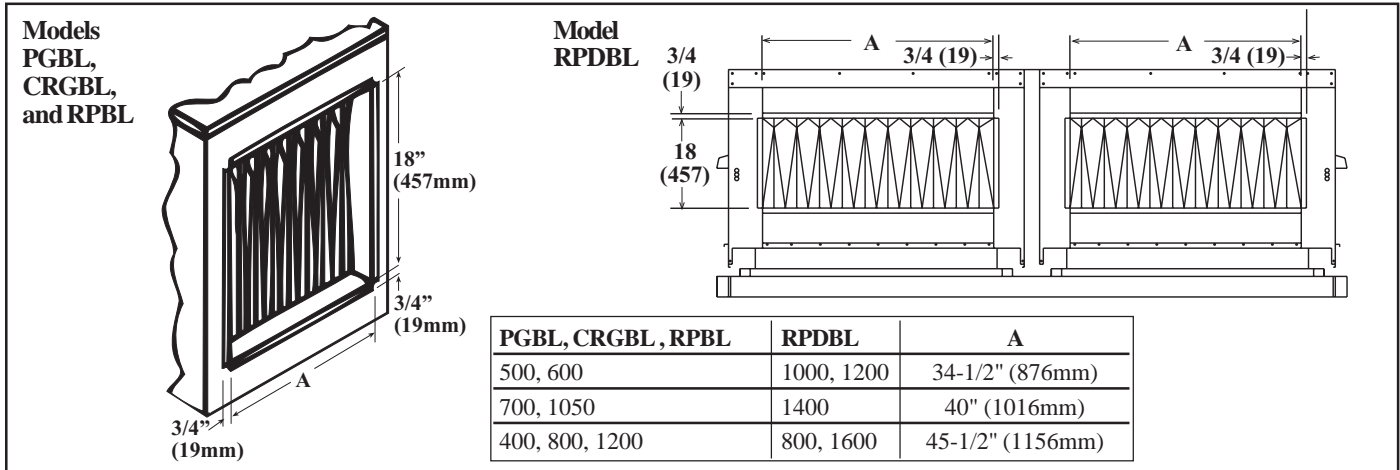 Models
PGBL,
CRGBL,
and RPBL
18”
(457mm)
3/4”
(19mm)
A
3/4”
(19mm)
Model
RPDBL
3/4
(19)
A
3/4 (19)
A
3/4 (19)
18
(457)
PGBL, CRGBL , RPBL RPDBL A
500, 600 1000, 1200 34-1/2" (876mm)
700, 1050 1400 40" (1016mm)
400, 800, 1200 800, 1600 45-1/2" (1156mm)